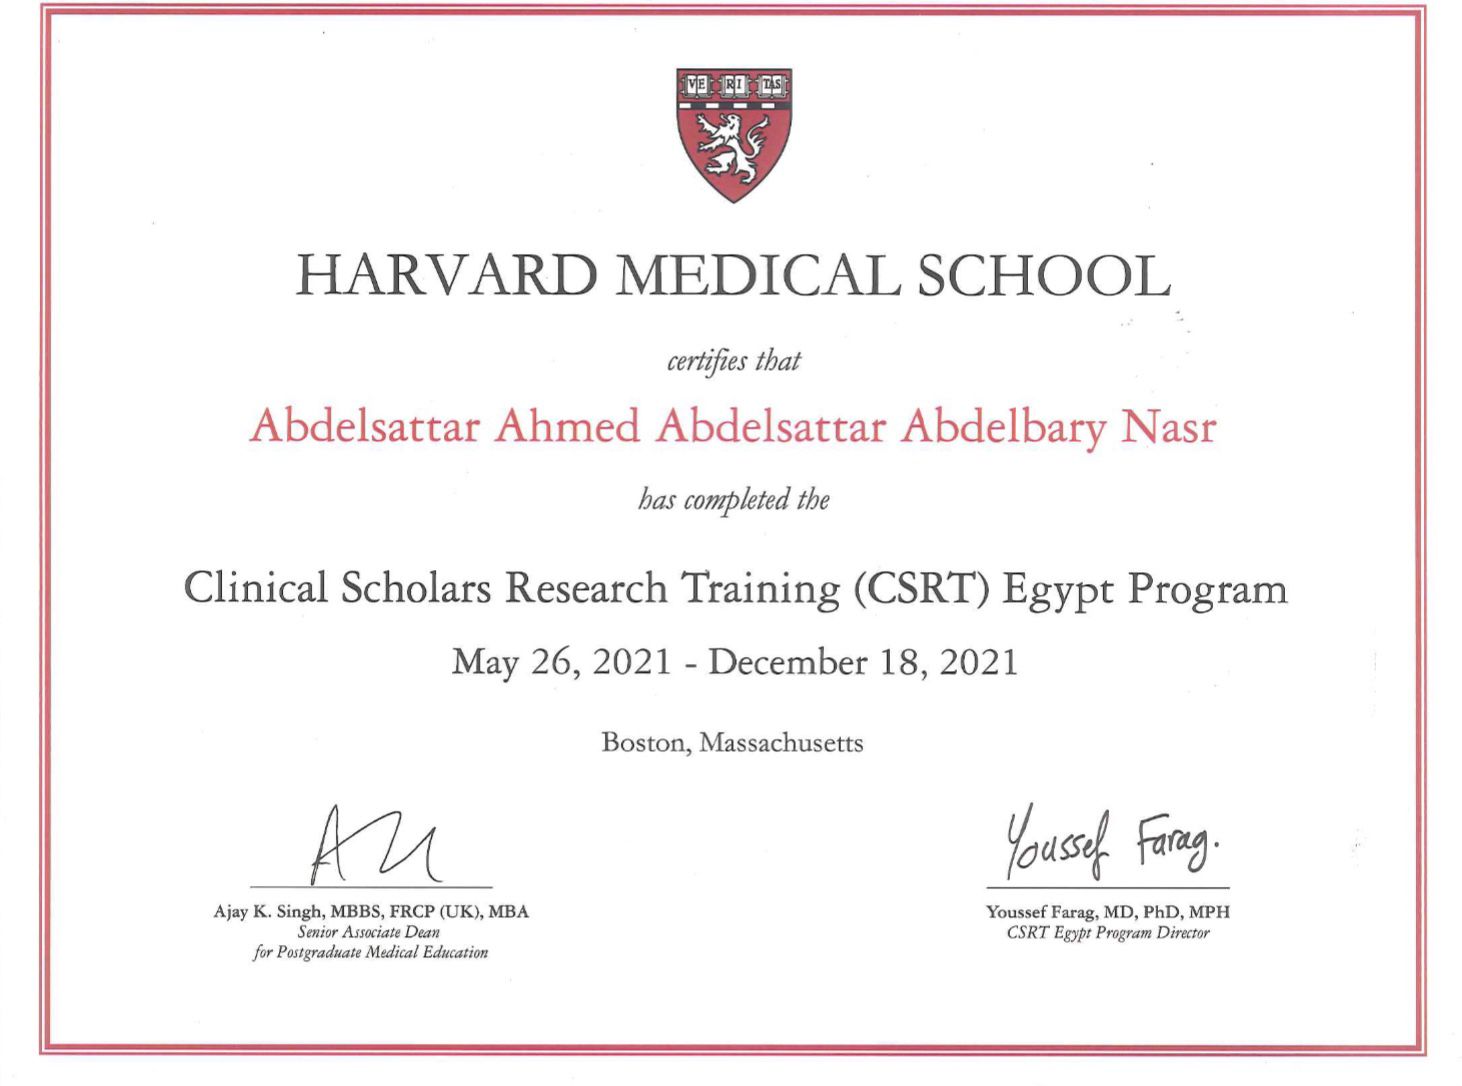 VE RI TAS
HARVARD MEDICAL SCHOOL
certifies that
Abdelsattar Ahmed Abdelsattar Abdelbary Nasr
has completed the
Clinical Scholars Research Training (CSRT) Egypt Program
May 26, 2021 - December 18, 2021
Boston, Massachusetts
Youssef Farag.
Ajay K. Singh, MBBS, FRCP (UK), MBA
Senior Associate Dean
for Postgraduate Medical Education
Youssef Farag, MD, PhD, MPH
CSRT Egypt Program Director